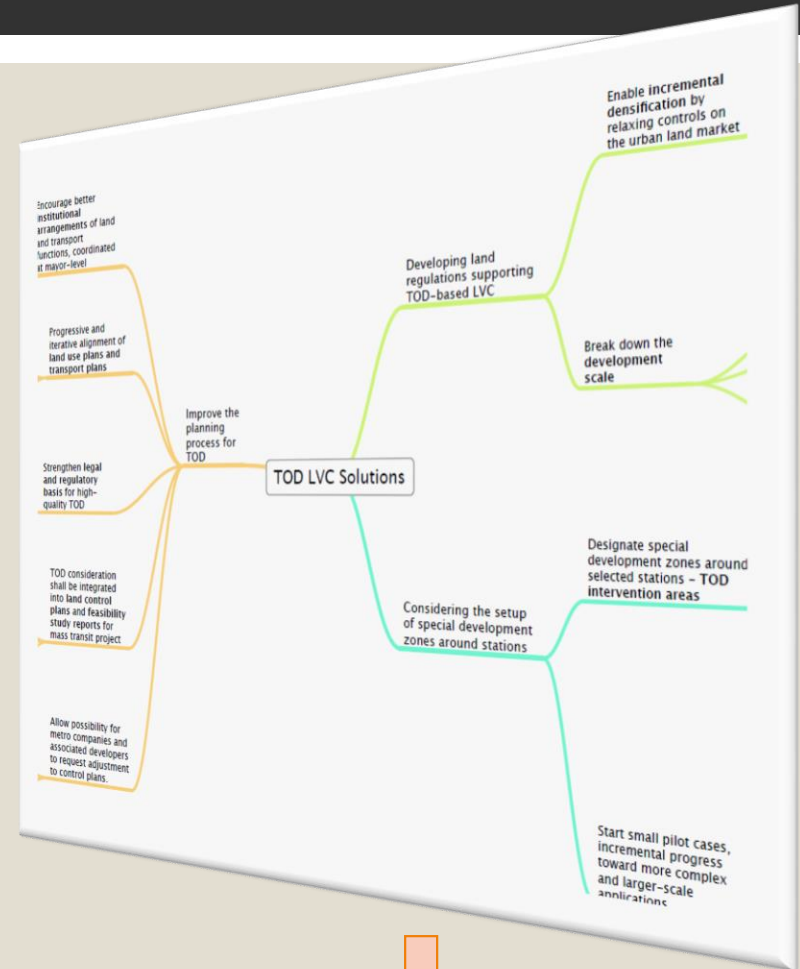 Encourage better
institutional
arrangements of land
and transport
functions, coordinated
at mayor-level
Progressive and
iterative alignment of
land use plans and
transport plans
Strengthen legal
and regulatory
basis for high-
quality TOD
TOD consideration
shall be integrated
into land control
plans and feasibility
study reports for
mass transit project
Allow possibility for
metro companies and
associated developers
to request adjustment
to control plans.
Improve the
planning
process for
TOD
TOD LVC Solutions
Developing land
regulations supporting
TOD-based LVC
Enable incremental
densification by
relaxing controls on
the urban land market
Break down the
development
scale
Considering the setup
of special development
zones around stations
Designate special
development zones around
selected stations - TOD
intervention areas
Start small pilot cases,
incremental progress
toward more complex
and larger-scale
applications